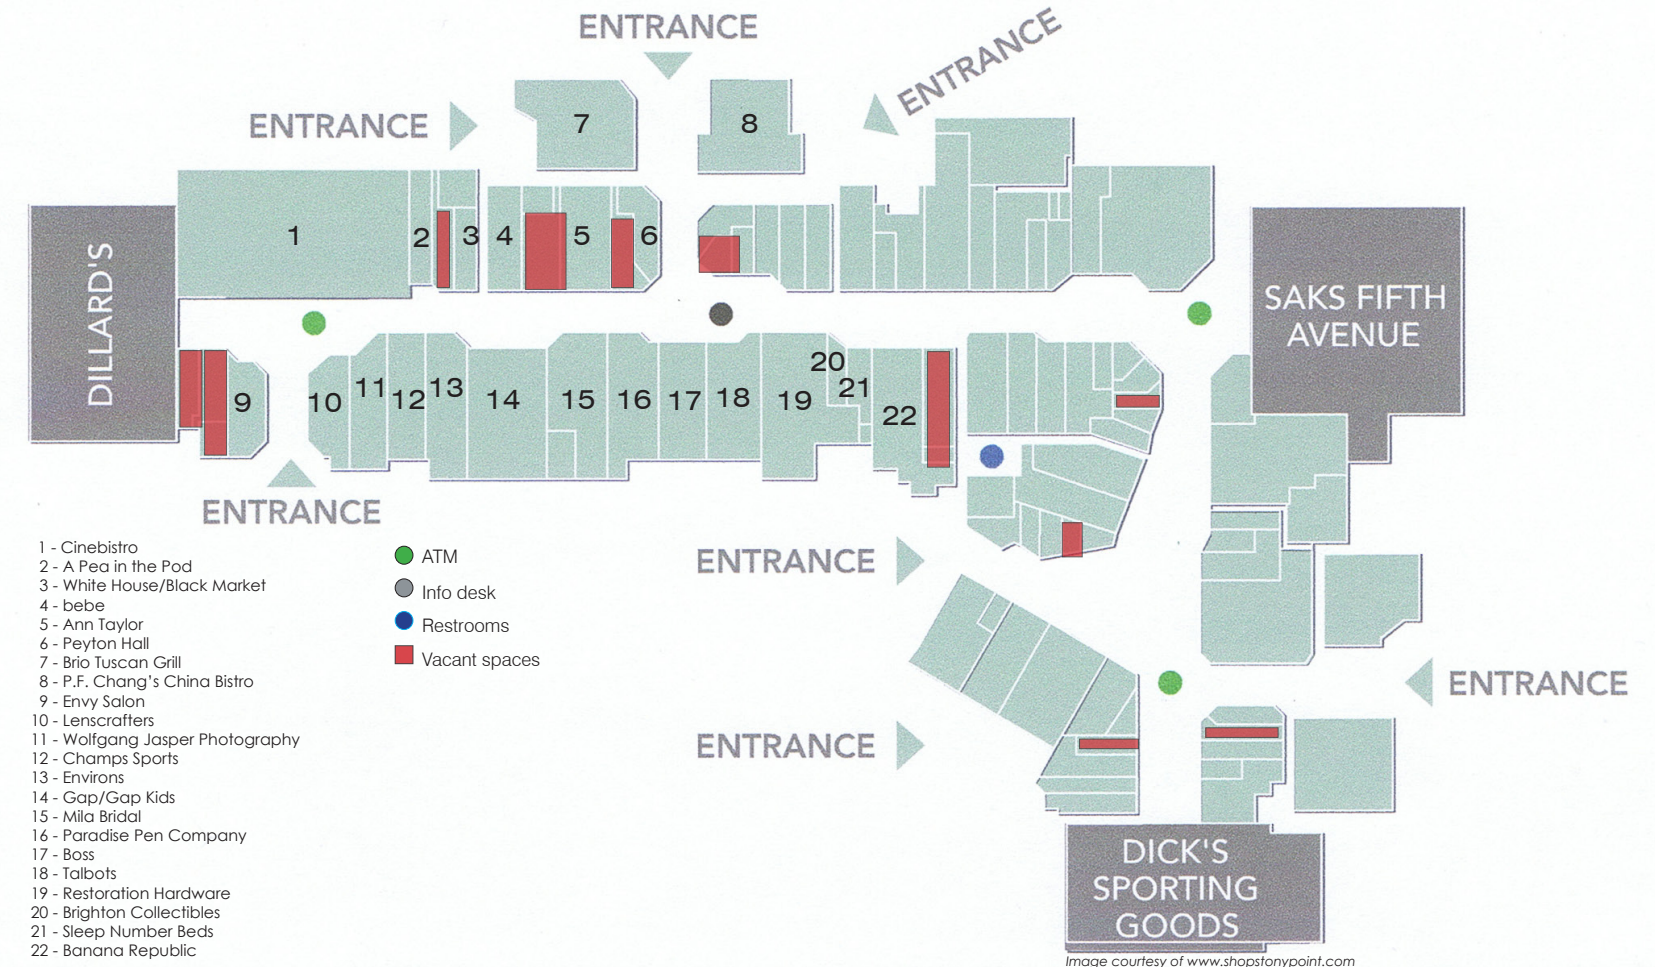 ENTRANCE
ENTRANCE
ENTRANCE
7
8
DILLARD'S
1
2
3
4
5
6
SAKS FIFTH
AVENUE
9
10
11
12
13
14
15
16
17
18
19
20
21
22
ENTRANCE
ENTRANCE
ENTRANCE
ENTRANCE
1 - Cinebistro
2 - A Pea in the Pod
3 - White House/Black Market
4 - bebe
5 - Ann Taylor
6 - Peyton Hall
7 - Brio Tuscan Grill
8 - P.F. Chang's China Bistro
9 - Envy Salon
10 - Lenscrafters
11 - Wolfgang Jasper Photography
12 - Champs Sports
13 - Environs
14 - Gap/Gap Kids
15 - Mila Bridal
16 - Paradise Pen Company
17 - Boss
18 - Talbots
19 - Restoration Hardware
20 - Brighton Collectibles
21 - Sleep Number Beds
22 - Banana Republic
ATM
Info desk
Restrooms
Vacant spaces
DICK'S
SPORTING
GOODS
Image courtesy of www.shopstonypoint.com